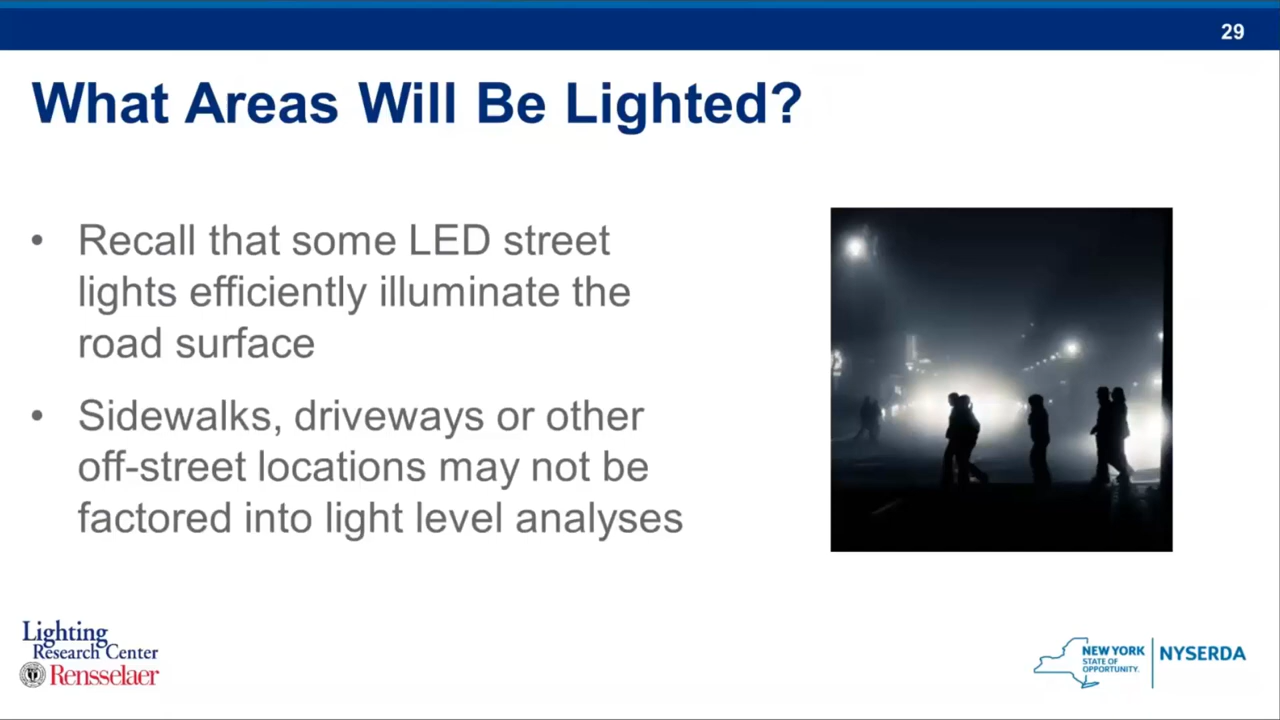 29
What Areas Will Be Lighted?
• Recall that some LED street
lights efficiently illuminate the
road surface
• Sidewalks, driveways or other
off-street locations may not be
factored into light level analyses
Lighting
Research Center
Rensselaer
NEW YORK
STATE OF
OPPORTUNITY.
NYSERDA